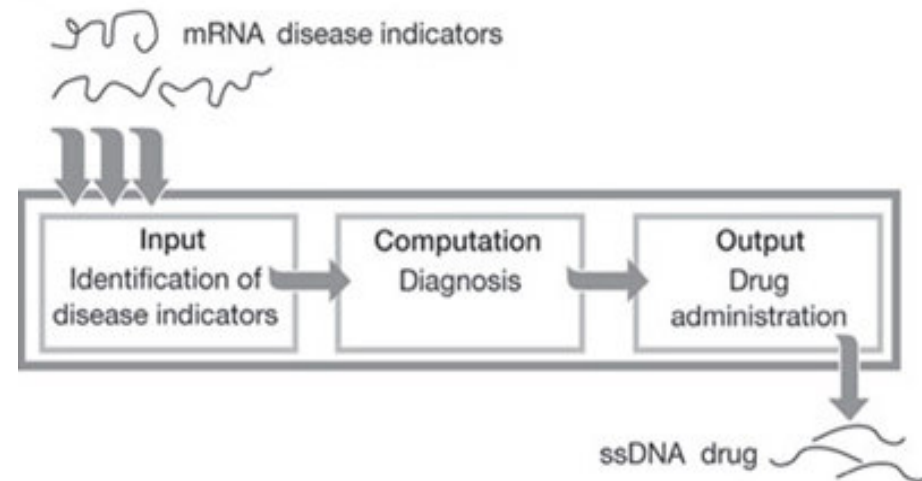 mRNA disease indicators
Input
Identification of
disease indicators
Computation
Diagnosis
Output
Drug
administration
ssDNA drug